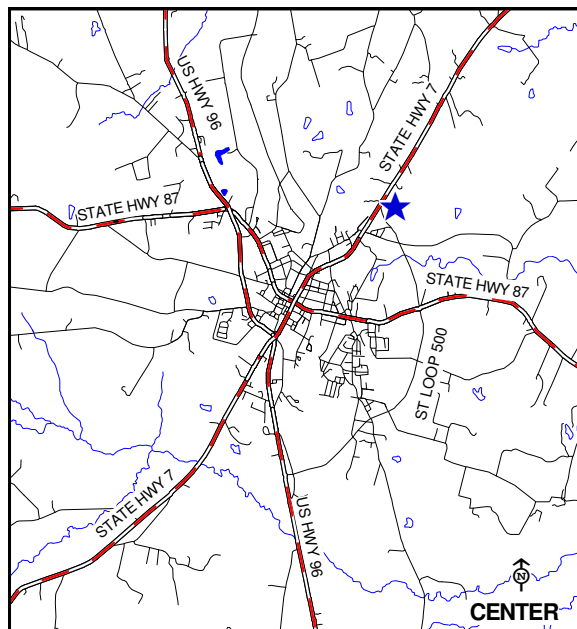 US HWY 96
STATE HWY 7
STATE HWY 87
STATE HWY 87
ST LOOP 500
STATE HWY 7
US HWY 96
N
CENTER